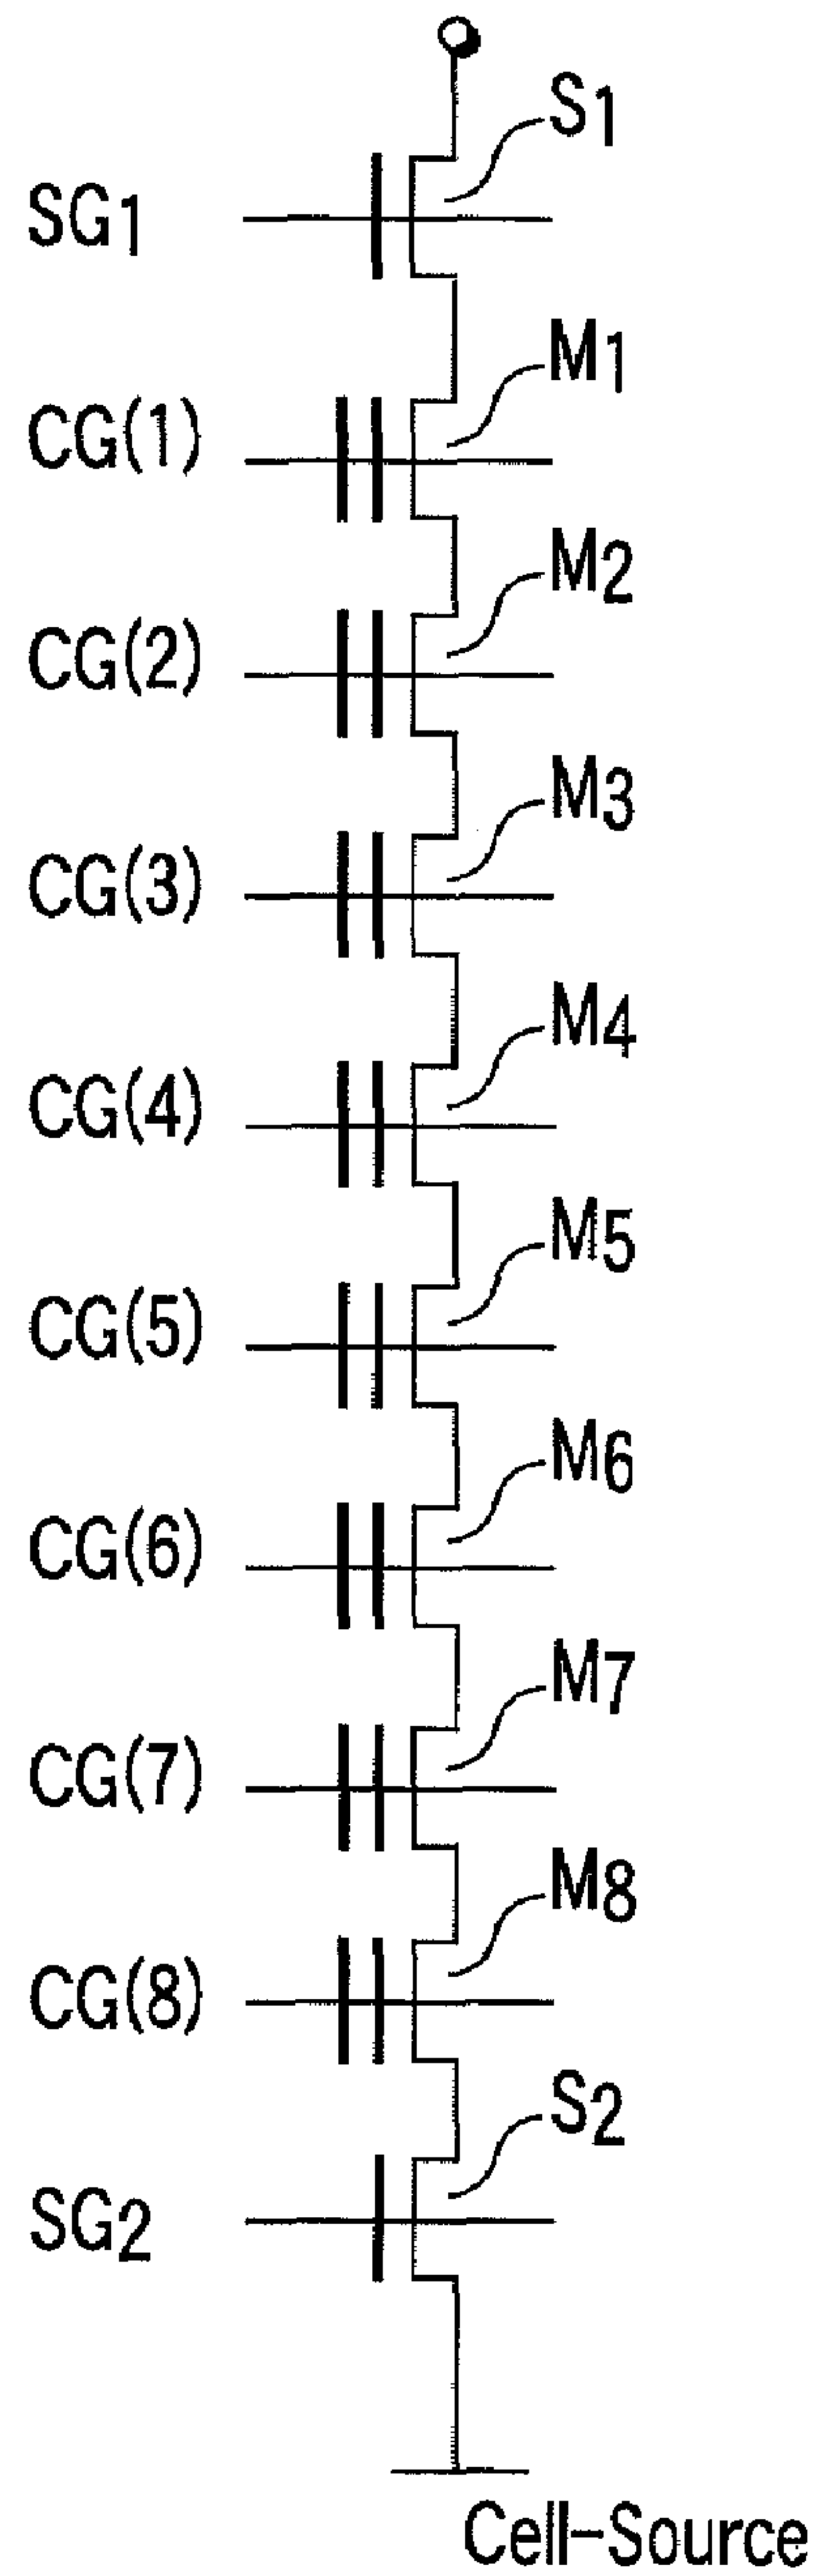 S1
SG1
M1
CG(1)
M2
CG(2)
M3
CG(3)
M4
CG(4)
M5
CG(5)
M6
CG(6)
M7
CG(7)
M8
CG(8)
S2
SG2
Cell-Source